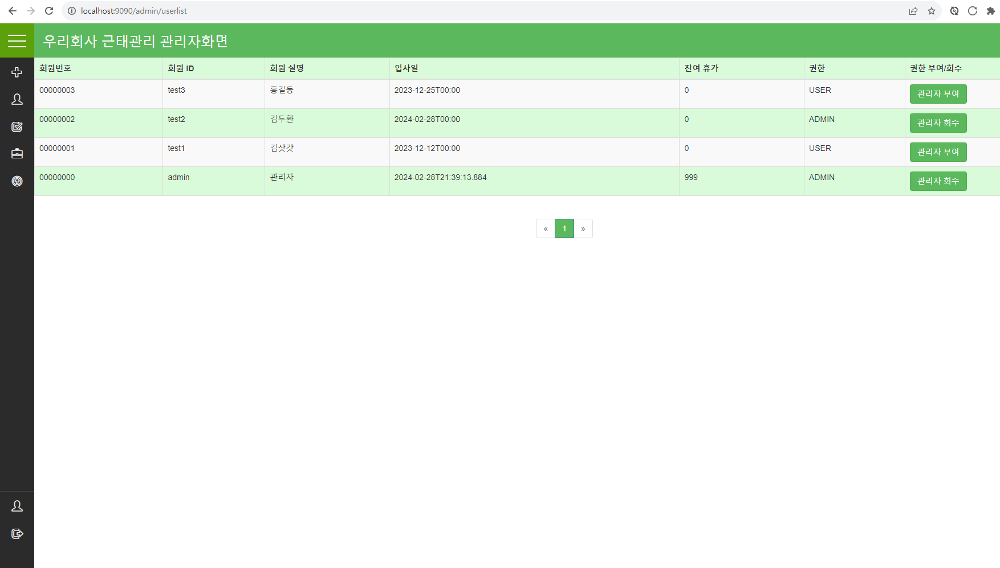 localhost:9090/admin/userlist
우리회사 근태관리 관리자화면
회원번호 회원 ID 회원 실명 입사일 잔여 휴가 권한 권한 부여/회수
00000003 test3 홍길동 2023-12-25T00:00 0 USER 관리자 부여
00000002 test2 김두환 2024-02-28T00:00 0 ADMIN 관리자 회수
00000001 test1 김삿갓 2023-12-12T00:00 0 USER 관리자 부여
00000000 admin 관리자 2024-02-28T21:39:13.884 999 ADMIN 관리자 회수
« 1 »